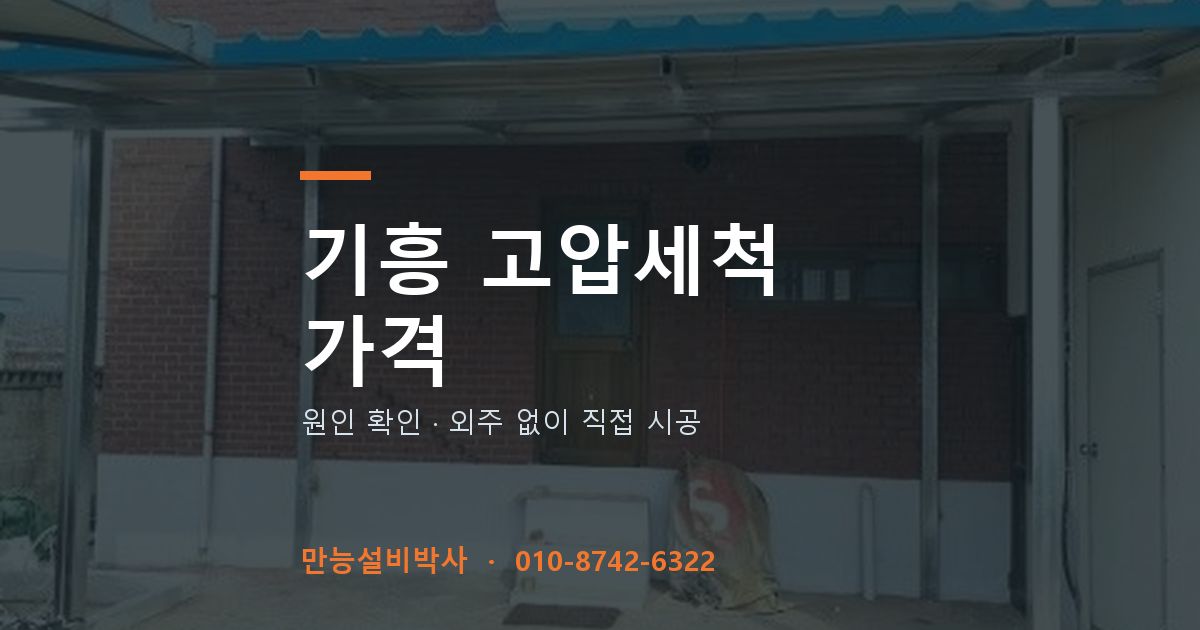 기흥 고압세척
가격
원인 확인 · 외주 없이 직접 시공
S
만능설비박사 · 010-8742-6322